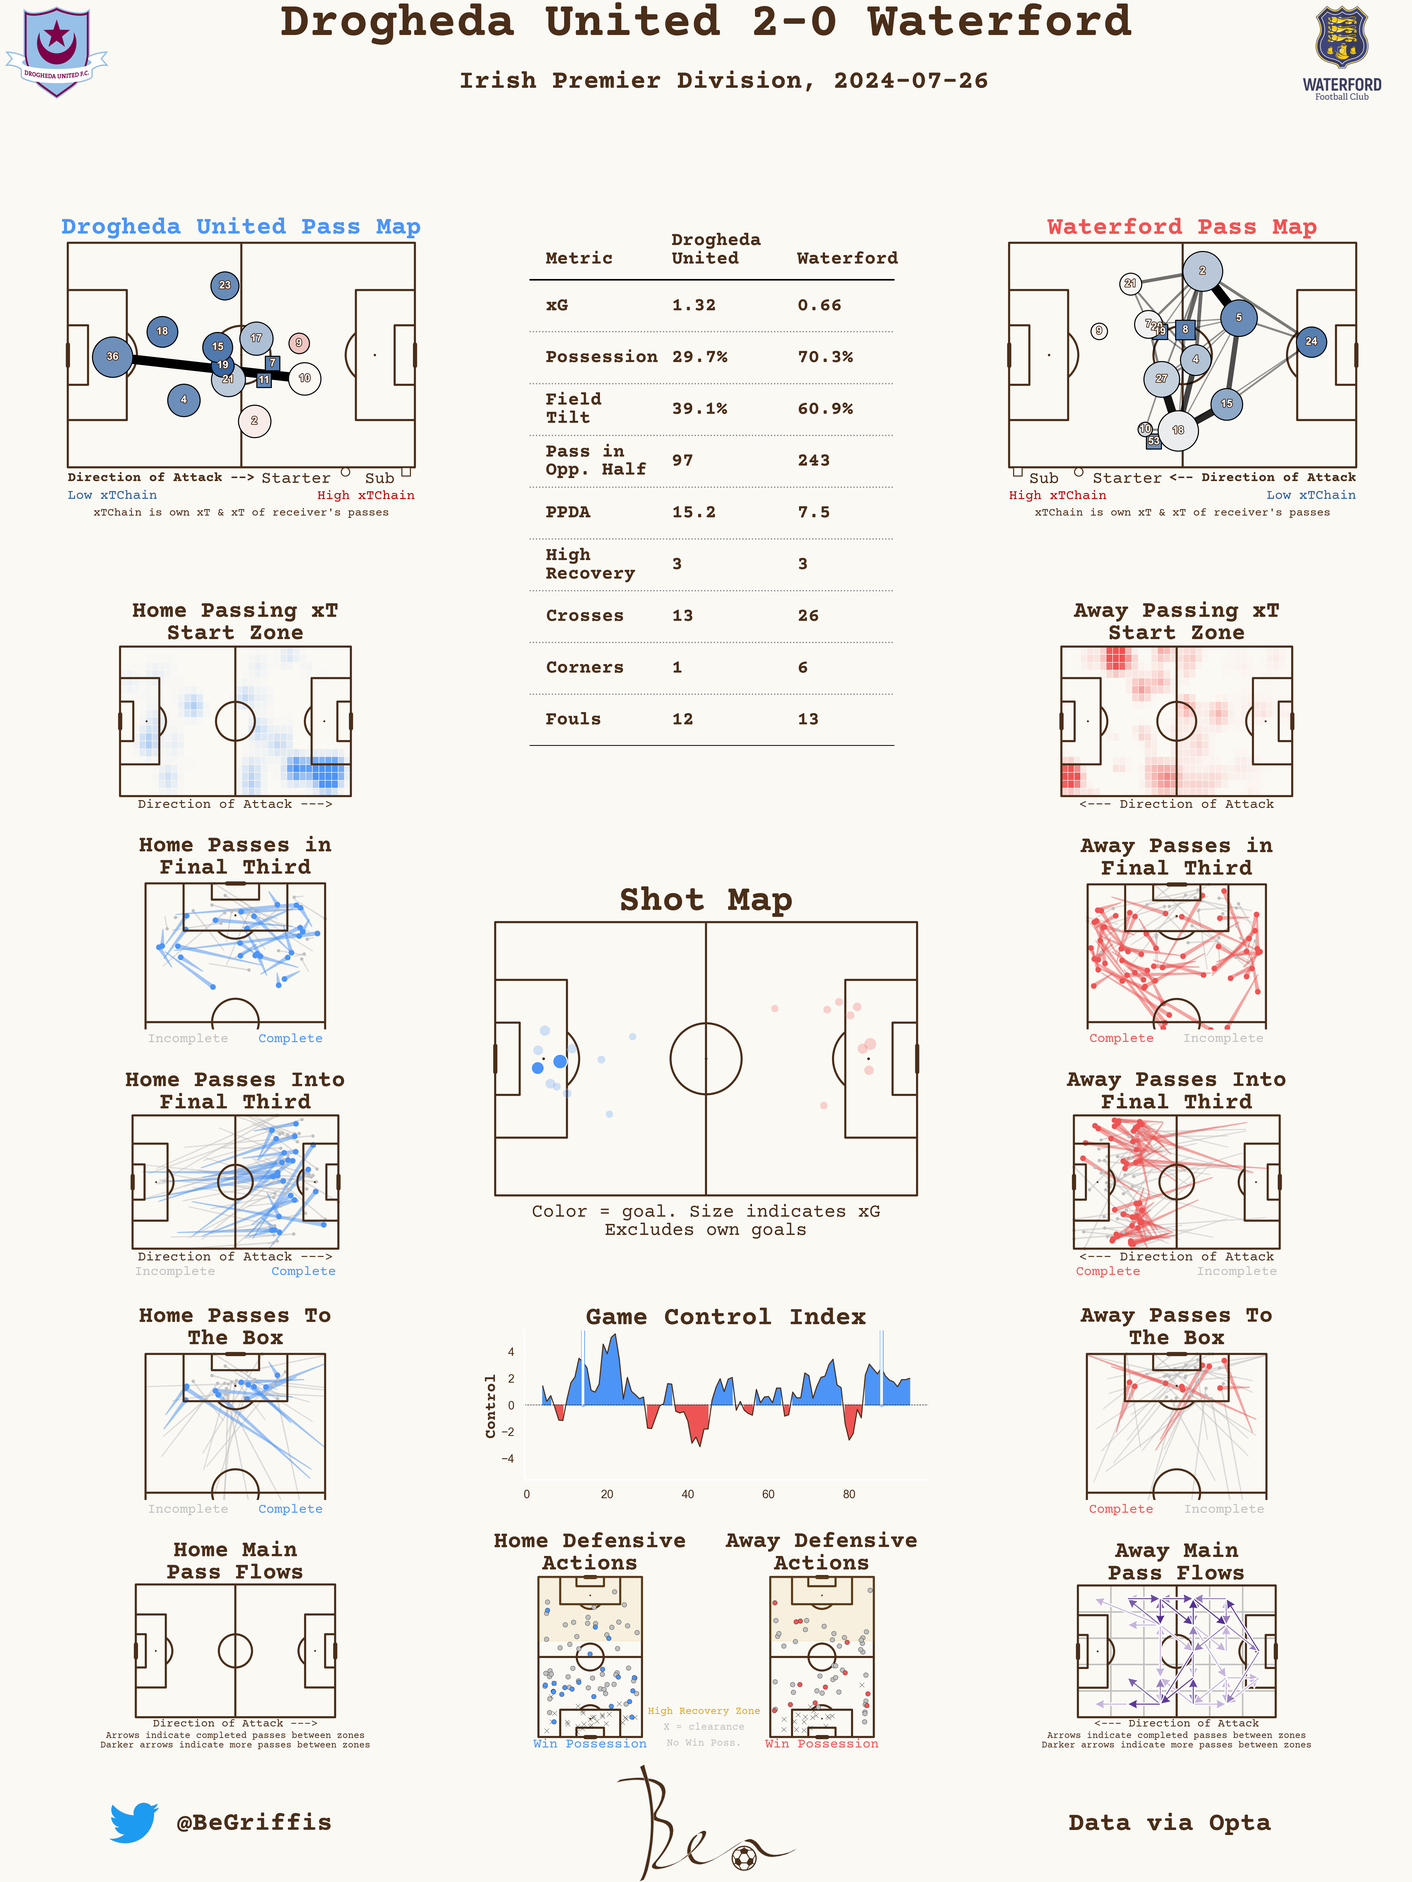 Drogheda United 2-0 Waterford
Irish Premier Division, 2024-07-26
DROGHEDA UNITED F.C.
WATERFORD
Football Club
Drogheda United Pass Map
23
18
36
15
17
9
19
7
21
11
10
4
2
Direction of Attack --> Starter Sub
Low xTChain High xTChain
xTChain is own xT & xT of receiver's passes
Metric Drogheda United Waterford
xG 1.32 0.66
Possession 29.7% 70.3%
Field Tilt 39.1% 60.9%
Pass in Opp. Half 97 243
PPDA 15.2 7.5
High Recovery 3 3
Crosses 13 26
Corners 1 6
Fouls 12 13
Waterford Pass Map
2
21
5
7
9
19
8
24
4
27
15
10
18
53
Sub Starter <-- Direction of Attack
High xTChain Low xTChain
xTChain is own xT & xT of receiver's passes
Home Passing xT
Start Zone
Direction of Attack --->
Away Passing xT
Start Zone
<--- Direction of Attack
Home Passes in
Final Third
Incomplete Complete
Away Passes in
Final Third
Complete Incomplete
Shot Map
Color = goal. Size indicates xG
Excludes own goals
Home Passes Into
Final Third
Direction of Attack --->
Incomplete Complete
Away Passes Into
Final Third
<--- Direction of Attack
Complete Incomplete
Home Passes To
The Box
Incomplete Complete
Game Control Index
Control
4
2
0
−2
−4
0 20 40 60 80
Away Passes To
The Box
Complete Incomplete
Home Main
Pass Flows
Direction of Attack --->
Arrows indicate completed passes between zones
Darker arrows indicate more passes between zones
Home Defensive
Actions
Win Possession
Away Defensive
Actions
Win Possession
High Recovery Zone
X = clearance
No Win Poss.
Away Main
Pass Flows
<--- Direction of Attack
Arrows indicate completed passes between zones
Darker arrows indicate more passes between zones
@BeGriffis
Ben
Data via Opta